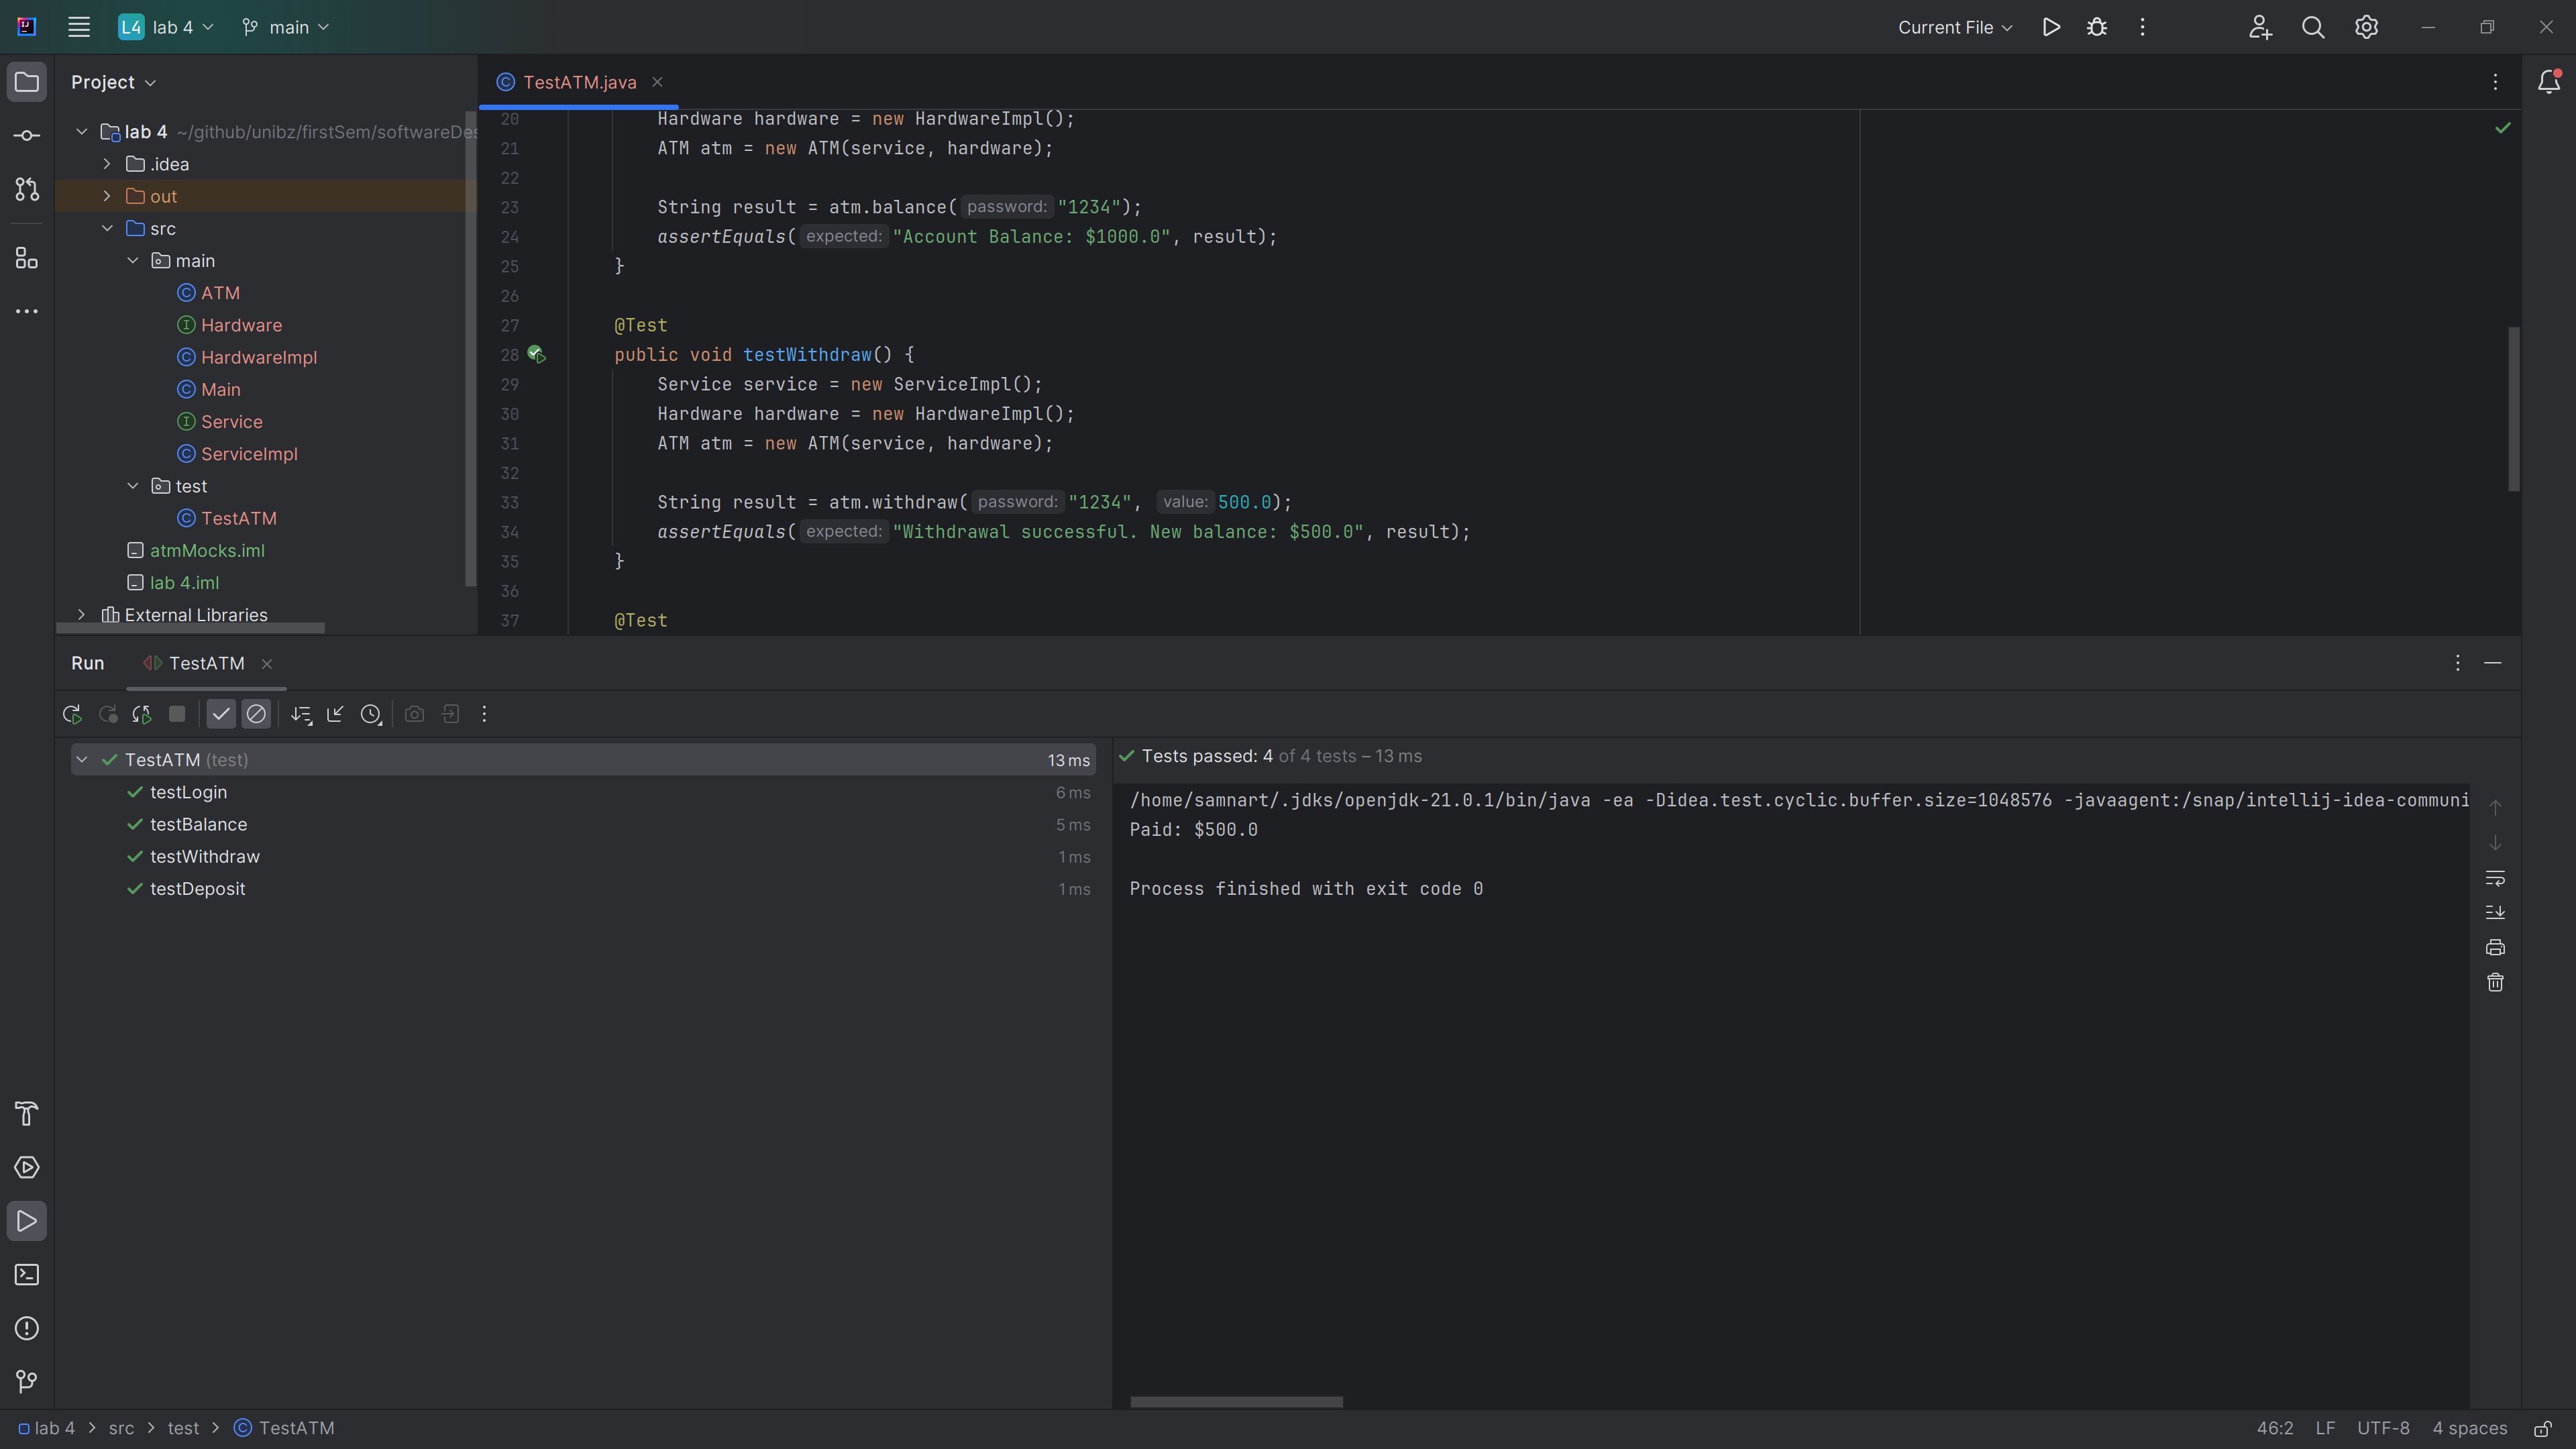 L4 lab 4 main Current File
Project
TestATM.java
lab 4 ~/github/unibz/firstSem/softwareDes
.idea
out
src
main
ATM
Hardware
HardwareImpl
Main
Service
ServiceImpl
test
TestATM
atmMocks.iml
lab 4.iml
External Libraries
20 Hardware hardware = new HardwareImpl();
21 ATM atm = new ATM(service, hardware);
22
23 String result = atm.balance( password: "1234");
24 assertEquals( expected: "Account Balance: $1000.0", result);
25 }
26
27 @Test
28 public void testWithdraw() {
29 Service service = new ServiceImpl();
30 Hardware hardware = new HardwareImpl();
31 ATM atm = new ATM(service, hardware);
32
33 String result = atm.withdraw( password: "1234", value: 500.0);
34 assertEquals( expected: "Withdrawal successful. New balance: $500.0", result);
35 }
36
37 @Test
Run TestATM
TestATM (test) 13 ms
testLogin 6 ms
testBalance 5 ms
testWithdraw 1 ms
testDeposit 1 ms
Tests passed: 4 of 4 tests – 13 ms
/home/samnart/.jdks/openjdk-21.0.1/bin/java -ea -Didea.test.cyclic.buffer.size=1048576 -javaagent:/snap/intellij-idea-communi
Paid: $500.0
Process finished with exit code 0
lab 4 > src > test > TestATM
46:2 LF UTF-8 4 spaces